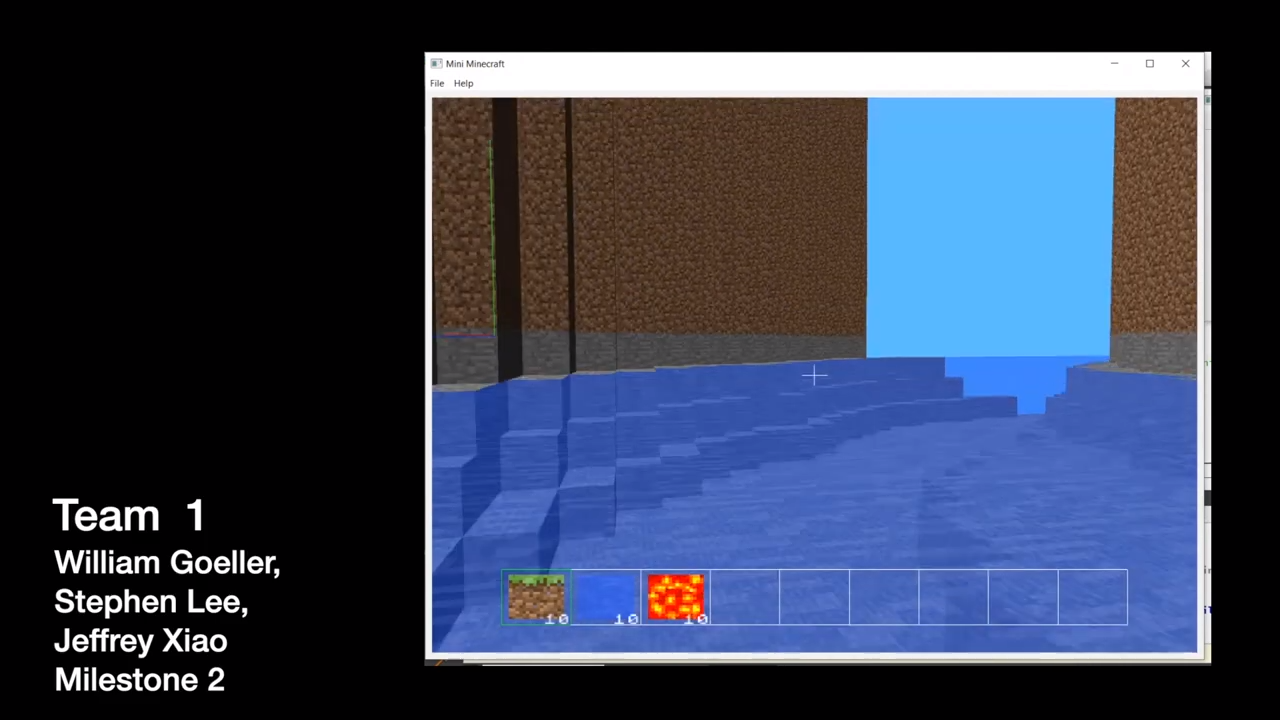 Mini Minecraft
File Help
10 10 10
Team 1
William Goeller,
Stephen Lee,
Jeffrey Xiao
Milestone 2